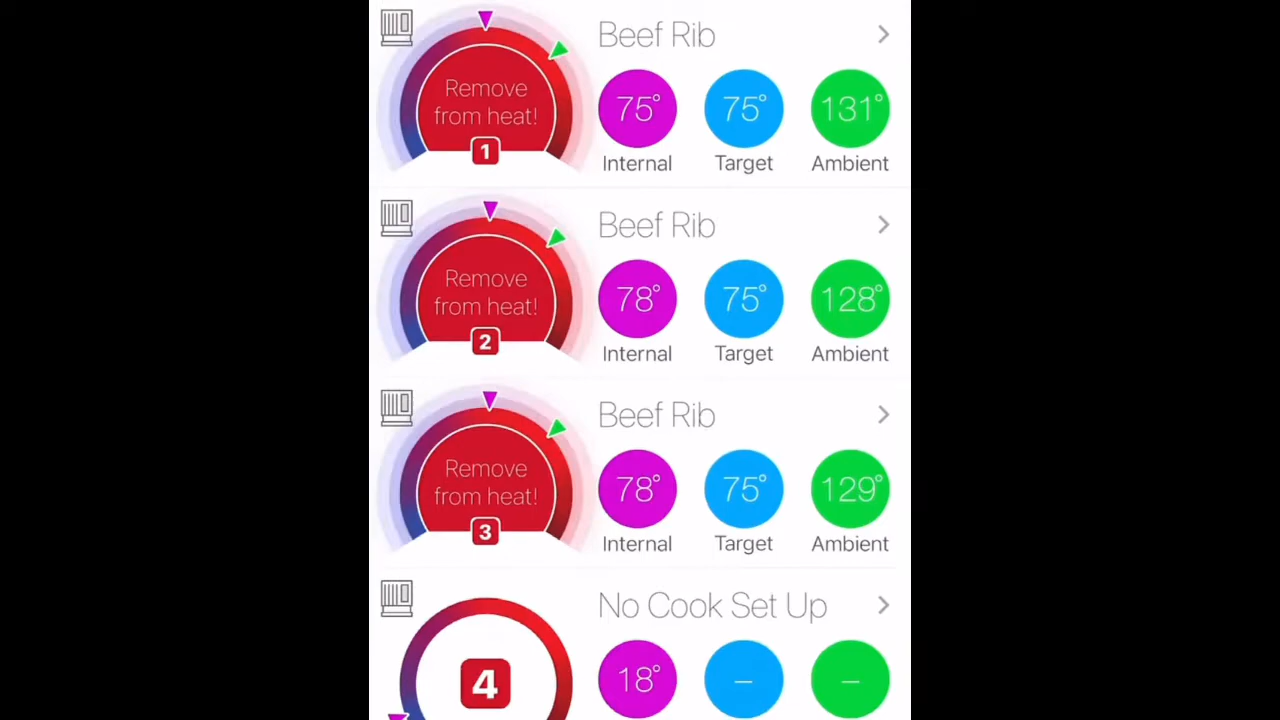 Beef Rib
Remove
from heat!
1
75° 75° 131°
Internal Target Ambient
Beef Rib
Remove
from heat!
2
78° 75° 128°
Internal Target Ambient
Beef Rib
Remove
from heat!
3
78° 75° 129°
Internal Target Ambient
No Cook Set Up
4
18° – –